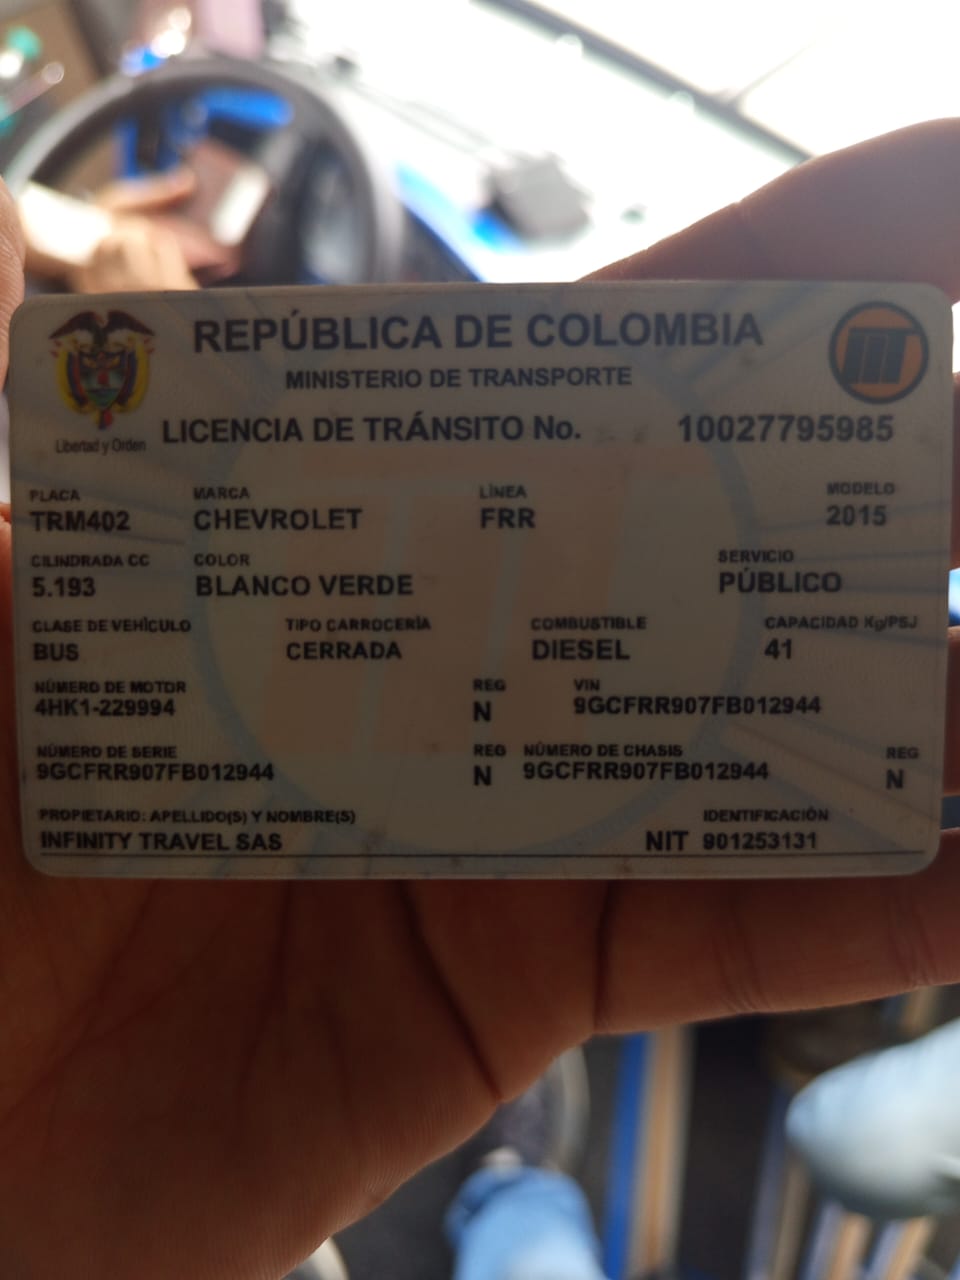 REPÚBLICA DE COLOMBIA
MINISTERIO DE TRANSPORTE
Libertad y Orden
LICENCIA DE TRÁNSITO No. 10027795985
PLACA MARCA LÍNEA MODELO
TRM402 CHEVROLET FRR 2015
CILINDRADA CC COLOR SERVICIO
5.193 BLANCO VERDE PÚBLICO
CLASE DE VEHÍCULO TIPO CARROCERÍA COMBUSTIBLE CAPACIDAD Kg/PSJ
BUS CERRADA DIESEL 41
NÚMERO DE MOTOR REG VIN
4HK1-229994 N 9GCFRR907FB012944
NÚMERO DE SERIE REG NÚMERO DE CHASIS REG
9GCFRR907FB012944 N 9GCFRR907FB012944 N
PROPIETARIO: APELLIDO(S) Y NOMBRE(S) IDENTIFICACIÓN
INFINITY TRAVEL SAS NIT 901253131